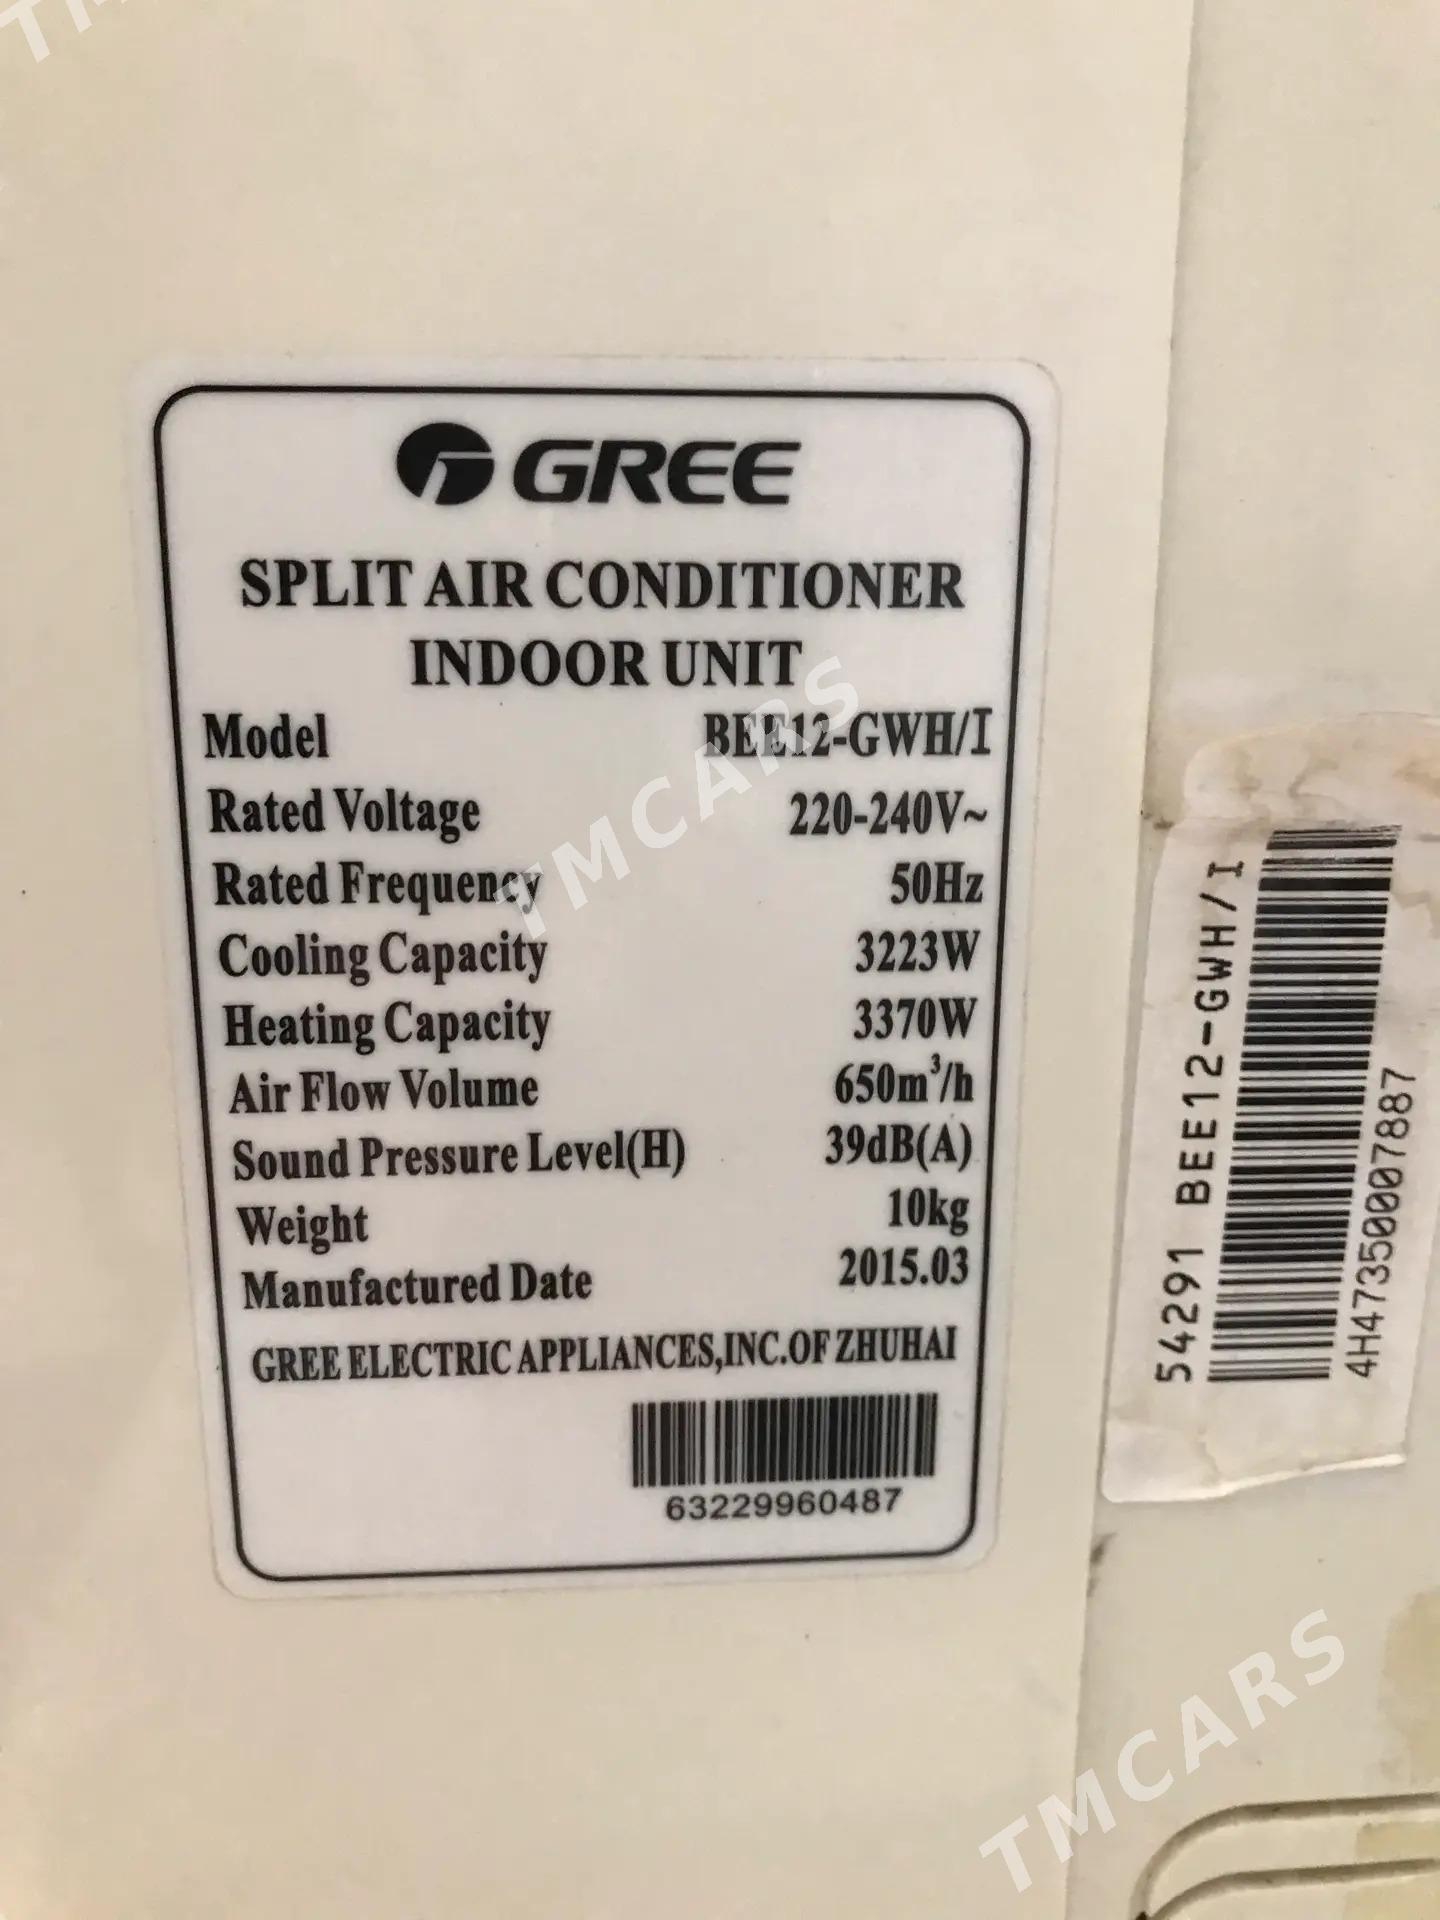 GREE
SPLIT AIR CONDITIONER
INDOOR UNIT
Model BEE12-GWH/I
Rated Voltage 220-240V~
Rated Frequency 50Hz
Cooling Capacity 3223W
Heating Capacity 3370W
Air Flow Volume 650m³/h
Sound Pressure Level(H) 39dB(A)
Weight 10kg
Manufactured Date 2015.03
GREE ELECTRIC APPLIANCES,INC.OF ZHUHAI
63229960487
54291 BEE12-GWH/I
4H47350007887
TMCARS
TMCARS